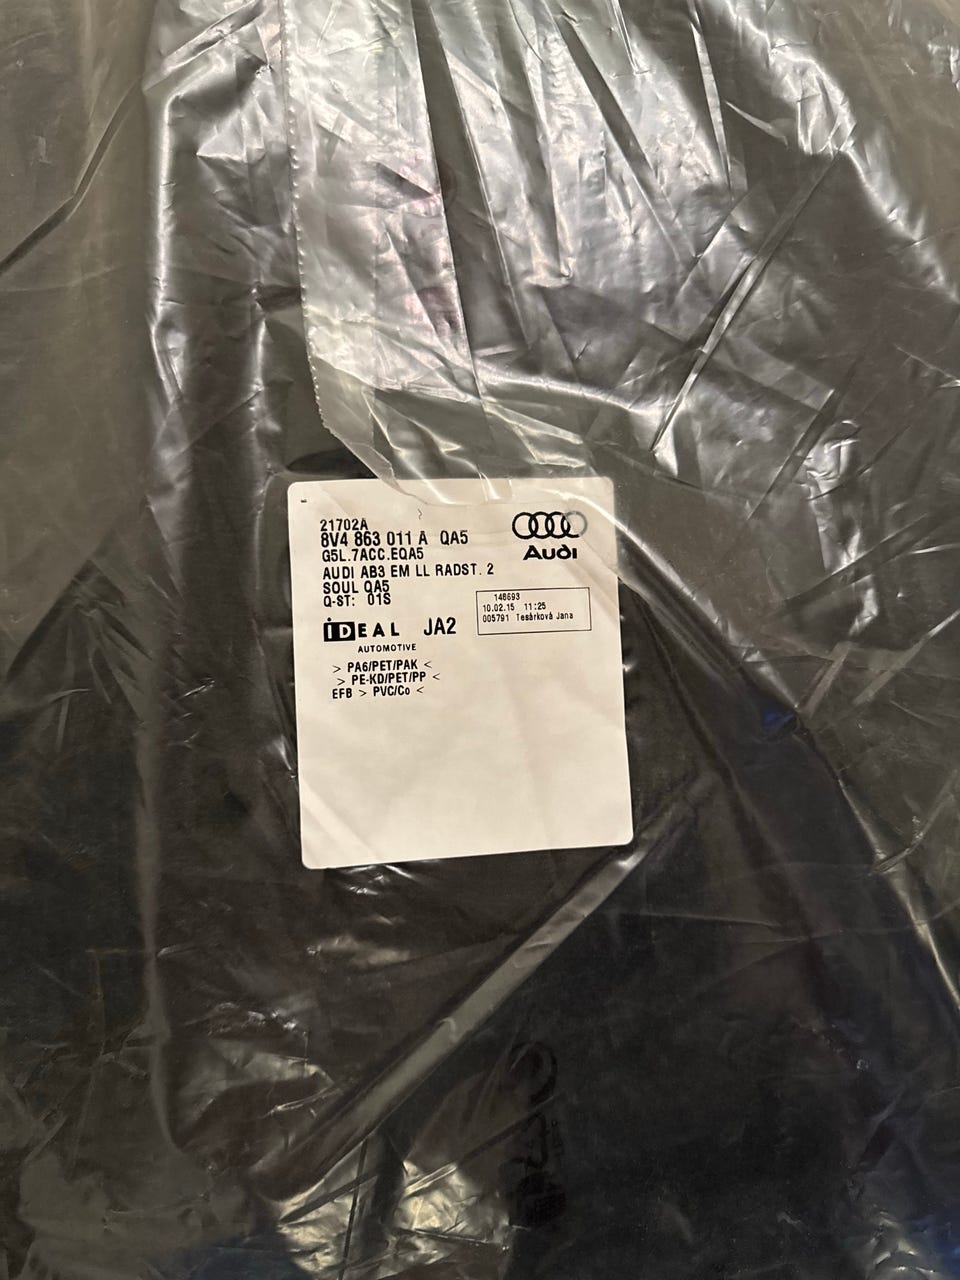 21702A
8V4 863 011 A QA5
G5L.7ACC.EQA5
AUDI AB3 EM LL RADST. 2
SOUL QA5
Q-ST: 01S
Audi
148693
10.02.15 11:25
005791 Tesárková Jana
IDEAL JA2
AUTOMOTIVE
> PA6/PET/PAK <
> PE-KD/PET/PP <
EFB > PVC/Co <